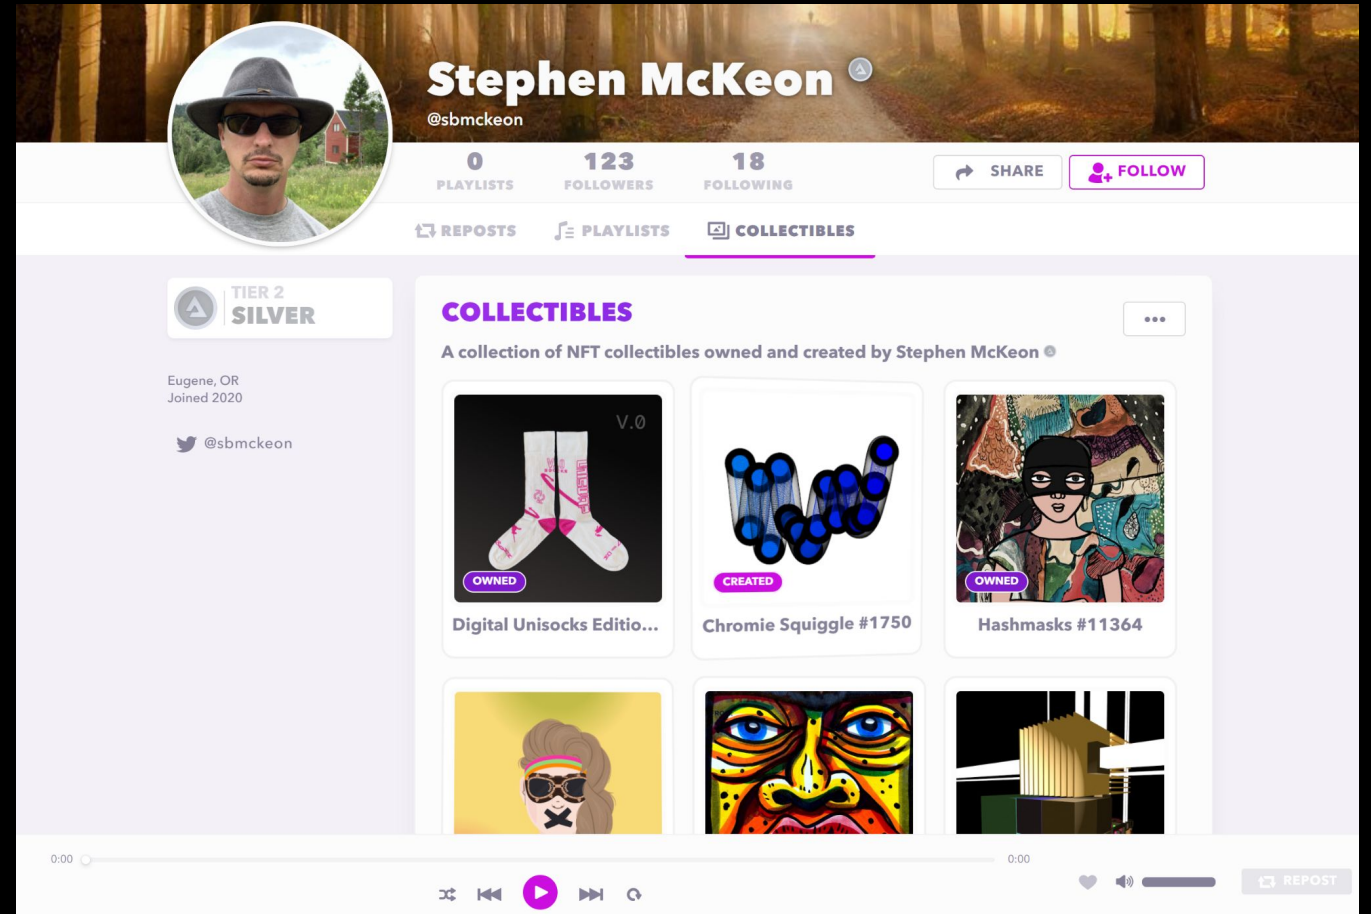 Stephen McKeon
@sbmckeon
0
PLAYLISTS
123
FOLLOWERS
18
FOLLOWING
SHARE
FOLLOW
REPOSTS
PLAYLISTS
COLLECTIBLES
TIER 2
SILVER
Eugene, OR
Joined 2020
@sbmckeon
COLLECTIBLES
A collection of NFT collectibles owned and created by Stephen McKeon
V.0
OWNED
Digital Unisocks Editio...
CREATED
Chromie Squiggle #1750
OWNED
Hashmasks #11364
0:00
0:00
REPOST